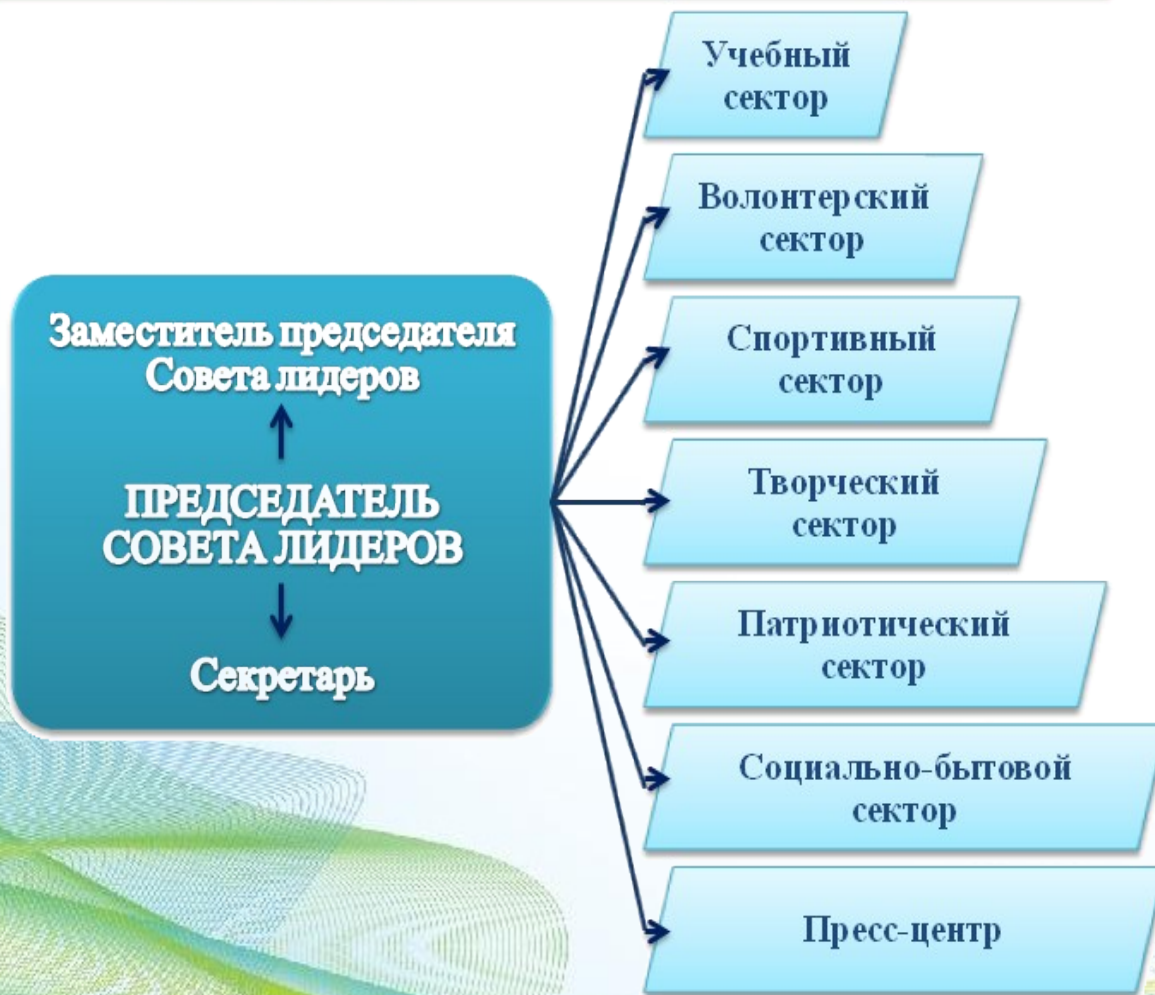 Заместитель председателя
Совета лидеров
ПРЕДСЕДАТЕЛЬ
СОВЕТА ЛИДЕРОВ
Секретарь
Учебный
сектор
Волонтерский
сектор
Спортивный
сектор
Творческий
сектор
Патриотический
сектор
Социально-бытовой
сектор
Пресс-центр